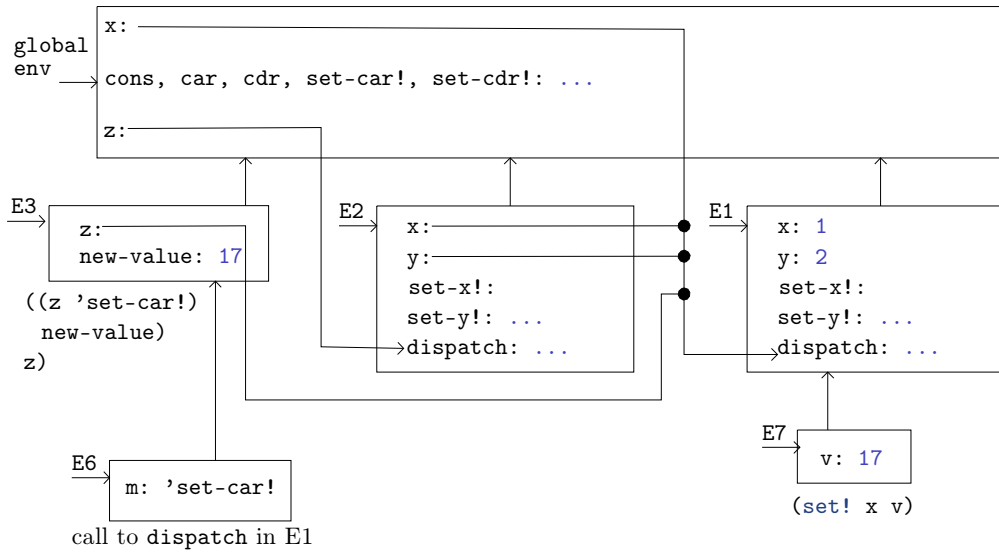 x:
global
env
cons, car, cdr, set-car!, set-cdr!: ...
z:
E3
z:
new-value: 17
((z ’set-car!)
new-value)
z)
E2
x:
y:
set-x!:
set-y!: ...
dispatch: ...
E1
x: 1
y: 2
set-x!:
set-y!: ...
dispatch: ...
E6
m: ’set-car!
call to dispatch in E1
E7
v: 17
(set! x v)